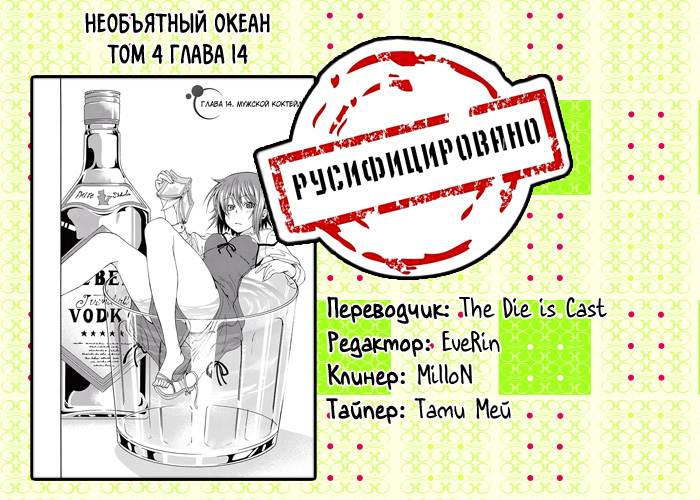 НЕОБЪЯТНЫЙ ОКЕАН
ТОМ 4 ГЛАВА 14
ГЛАВА 14. МУЖСКОЙ КОКТЕЙЛ
РУСИФИЦИРОВАНО
VODK
Переводчик: The Die is Cast
Редактор: EveRin
Клинер: MilloN
Тайпер: Тами Мей